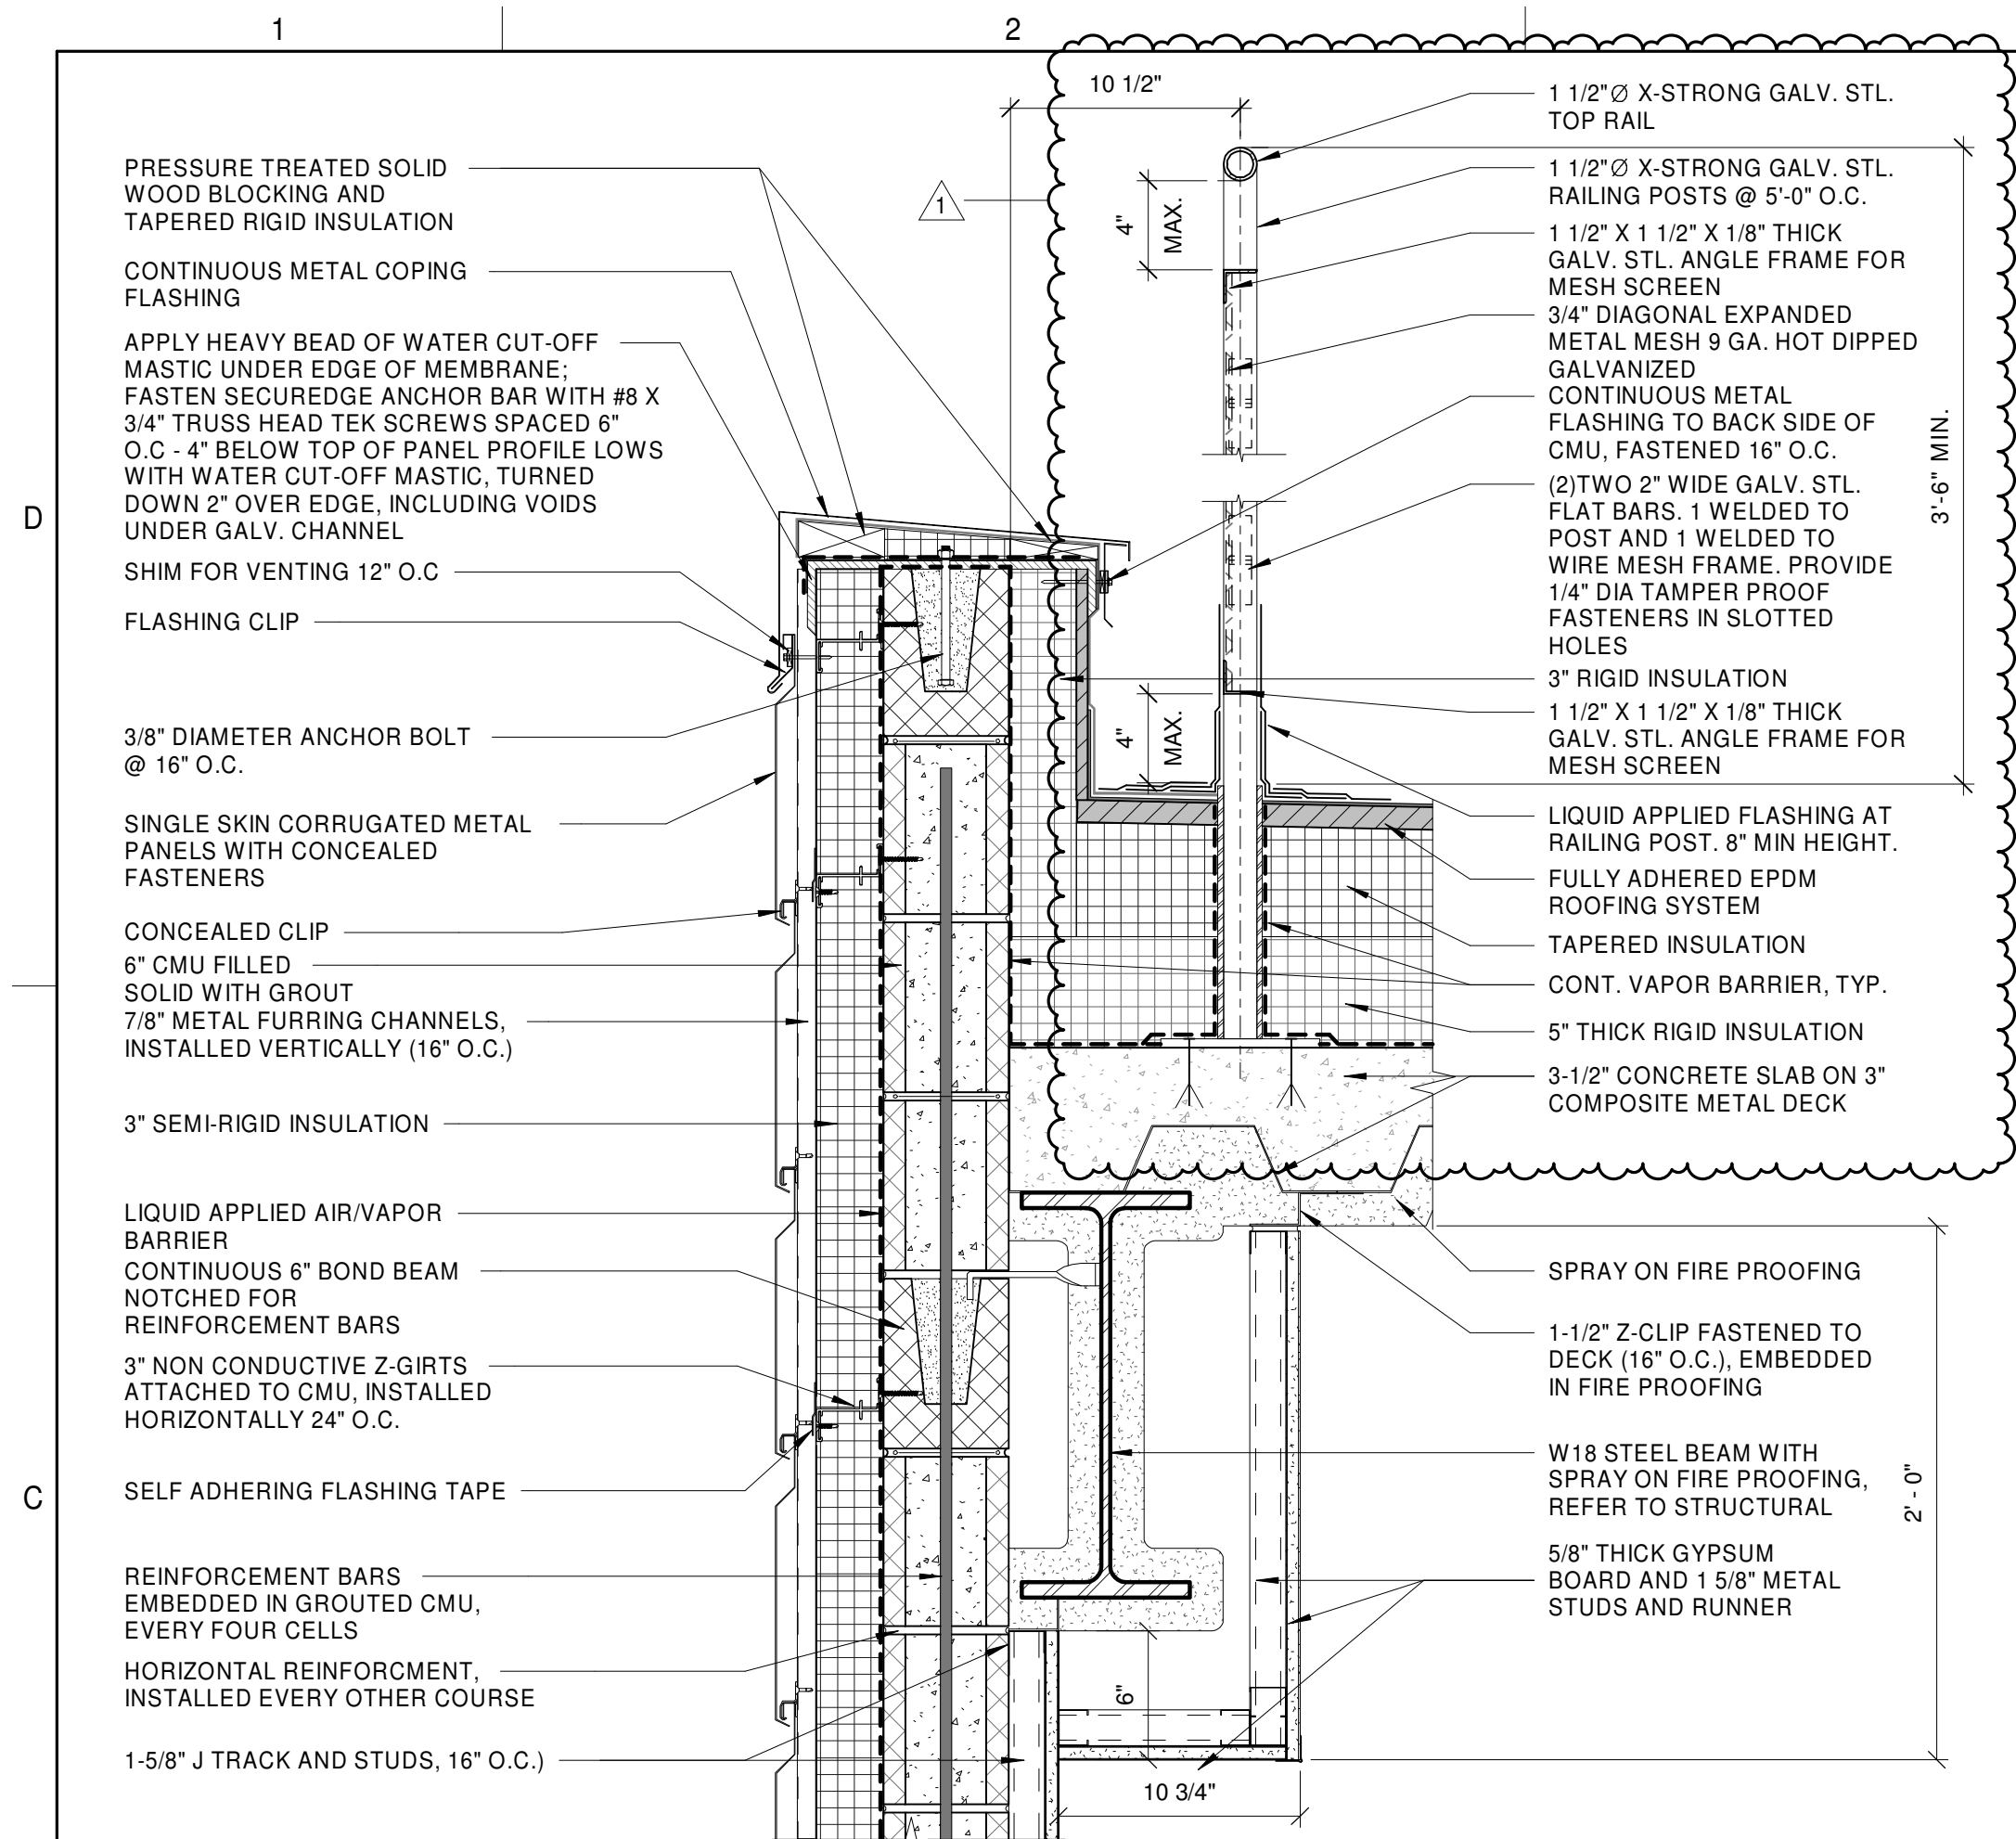 1
2
D
C
PRESSURE TREATED SOLID
WOOD BLOCKING AND
TAPERED RIGID INSULATION
CONTINUOUS METAL COPING
FLASHING
APPLY HEAVY BEAD OF WATER CUT-OFF
MASTIC UNDER EDGE OF MEMBRANE;
FASTEN SECUREDGE ANCHOR BAR WITH #8 X
3/4" TRUSS HEAD TEK SCREWS SPACED 6"
O.C - 4" BELOW TOP OF PANEL PROFILE LOWS
WITH WATER CUT-OFF MASTIC, TURNED
DOWN 2" OVER EDGE, INCLUDING VOIDS
UNDER GALV. CHANNEL
SHIM FOR VENTING 12" O.C
FLASHING CLIP
3/8" DIAMETER ANCHOR BOLT
@ 16" O.C.
SINGLE SKIN CORRUGATED METAL
PANELS WITH CONCEALED
FASTENERS
CONCEALED CLIP
6" CMU FILLED
SOLID WITH GROUT
7/8" METAL FURRING CHANNELS,
INSTALLED VERTICALLY (16" O.C.)
3" SEMI-RIGID INSULATION
LIQUID APPLIED AIR/VAPOR
BARRIER
CONTINUOUS 6" BOND BEAM
NOTCHED FOR
REINFORCEMENT BARS
3" NON CONDUCTIVE Z-GIRTS
ATTACHED TO CMU, INSTALLED
HORIZONTALLY 24" O.C.
SELF ADHERING FLASHING TAPE
REINFORCEMENT BARS
EMBEDDED IN GROUTED CMU,
EVERY FOUR CELLS
HORIZONTAL REINFORCMENT,
INSTALLED EVERY OTHER COURSE
1-5/8" J TRACK AND STUDS, 16" O.C.)
1
10 1/2"
4"
MAX.
4"
MAX.
6"
10 3/4"
1 1/2"Ø X-STRONG GALV. STL.
TOP RAIL
1 1/2"Ø X-STRONG GALV. STL.
RAILING POSTS @ 5'-0" O.C.
1 1/2" X 1 1/2" X 1/8" THICK
GALV. STL. ANGLE FRAME FOR
MESH SCREEN
3/4" DIAGONAL EXPANDED
METAL MESH 9 GA. HOT DIPPED
GALVANIZED
CONTINUOUS METAL
FLASHING TO BACK SIDE OF
CMU, FASTENED 16" O.C.
(2)TWO 2" WIDE GALV. STL.
FLAT BARS. 1 WELDED TO
POST AND 1 WELDED TO
WIRE MESH FRAME. PROVIDE
1/4" DIA TAMPER PROOF
FASTENERS IN SLOTTED
HOLES
3" RIGID INSULATION
1 1/2" X 1 1/2" X 1/8" THICK
GALV. STL. ANGLE FRAME FOR
MESH SCREEN
LIQUID APPLIED FLASHING AT
RAILING POST. 8" MIN HEIGHT.
FULLY ADHERED EPDM
ROOFING SYSTEM
TAPERED INSULATION
CONT. VAPOR BARRIER, TYP.
5" THICK RIGID INSULATION
3-1/2" CONCRETE SLAB ON 3"
COMPOSITE METAL DECK
SPRAY ON FIRE PROOFING
1-1/2" Z-CLIP FASTENED TO
DECK (16" O.C.), EMBEDDED
IN FIRE PROOFING
W18 STEEL BEAM WITH
SPRAY ON FIRE PROOFING,
REFER TO STRUCTURAL
5/8" THICK GYPSUM
BOARD AND 1 5/8" METAL
STUDS AND RUNNER
3'-6" MIN.
2' - 0"